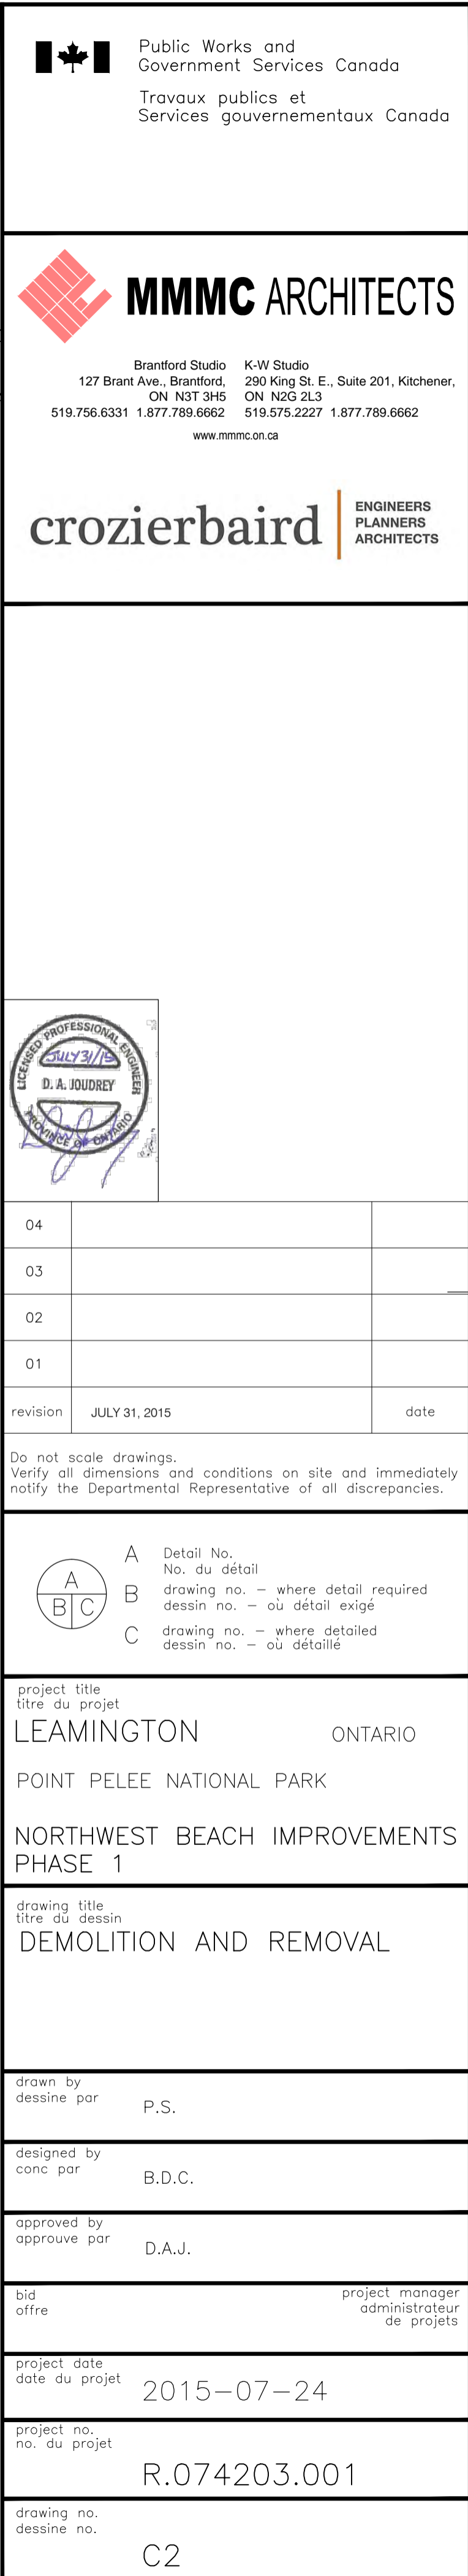 Public Works and
Government Services Canada
Travaux publics et
Services gouvernementaux Canada
MMMC ARCHITECTS
Brantford Studio
127 Brant Ave., Brantford,
ON N3T 3H5
519.756.6331 1.877.789.6662
K-W Studio
290 King St. E., Suite 201, Kitchener,
ON N2G 2L3
519.575.2227 1.877.789.6662
www.mmmc.on.ca
crozierbaird
ENGINEERS
PLANNERS
ARCHITECTS
LICENSED PROFESSIONAL ENGINEER
JULY 31/15
D. A. JOUDREY
PROVINCE OF ONTARIO
04
03
02
01
revision JULY 31, 2015 date
Do not scale drawings.
Verify all dimensions and conditions on site and immediately
notify the Departmental Representative of all discrepancies.
A
B C
A Detail No.
No. du détail
B drawing no. – where detail required
dessin no. – où détail exigé
C drawing no. – where detailed
dessin no. – où détaillé
project title
titre du projet
LEAMINGTON ONTARIO
POINT PELEE NATIONAL PARK
NORTHWEST BEACH IMPROVEMENTS
PHASE 1
drawing title
titre du dessin
DEMOLITION AND REMOVAL
drawn by
dessine par
P.S.
designed by
conc par
B.D.C.
approved by
approuve par
D.A.J.
bid
offre
project manager
administrateur
de projets
project date
date du projet
2015-07-24
project no.
no. du projet
R.074203.001
drawing no.
dessine no.
C2